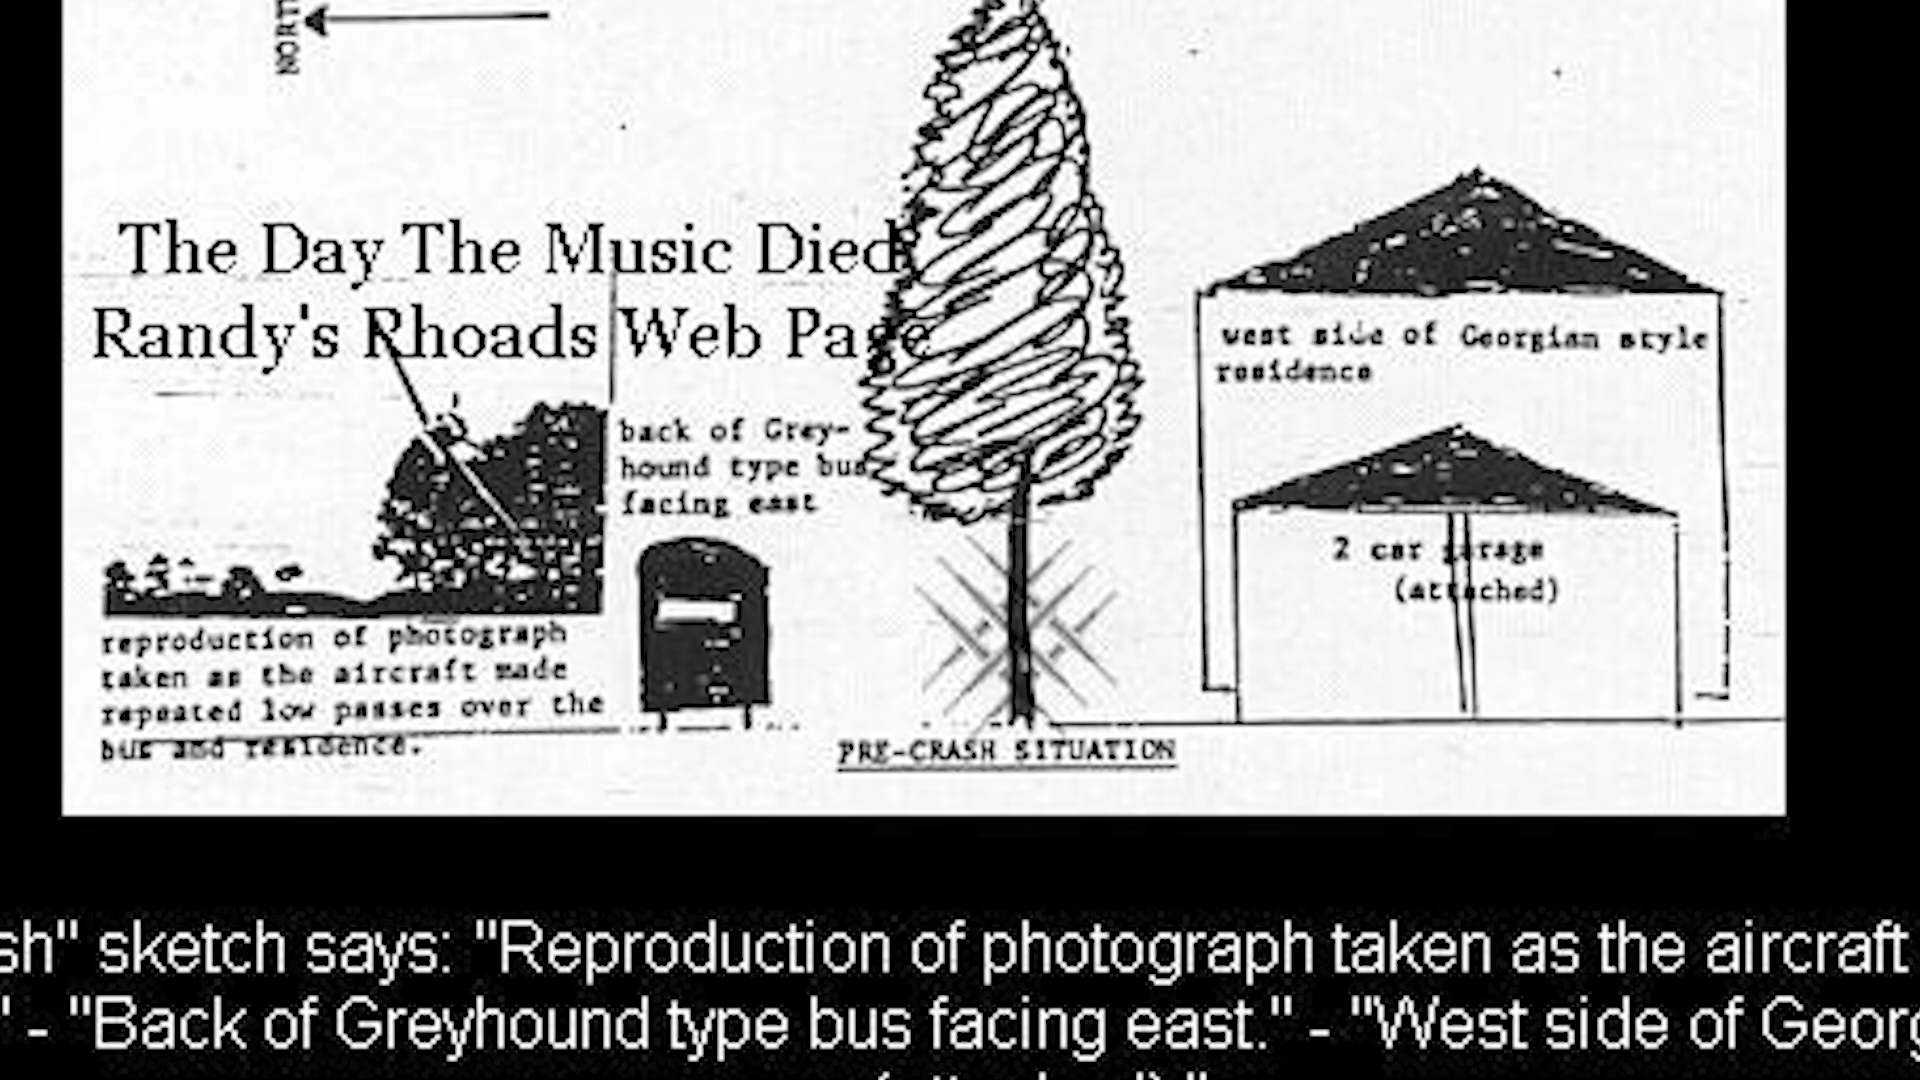 NORT
The Day The Music Died
Randy's Rhoads Web Page
west side of Georgian style
residence
back of Grey-
hound type bus
facing east
2 car garage
(attached)
reproduction of photograph
taken as the aircraft made
repeated low passes over the
bus and residence.
PRE-CRASH SITUATION
sh" sketch says: "Reproduction of photograph taken as the aircraft
" - "Back of Greyhound type bus facing east." - "West side of Georg